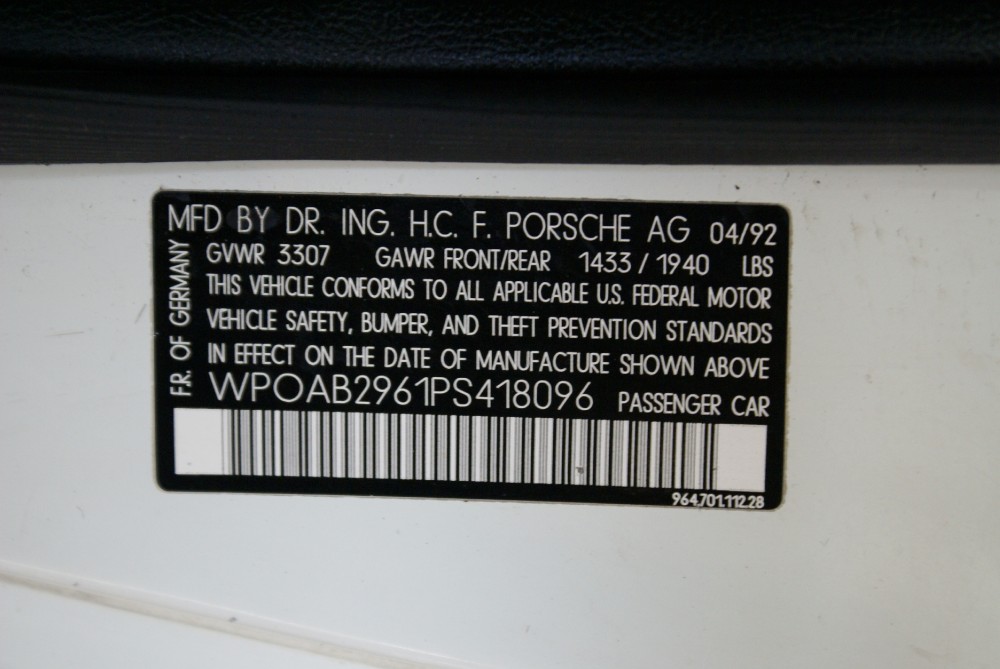 MFD BY DR. ING. H.C. F. PORSCHE AG 04/92
FR. OF GERMANY
GVWR 3307 GAWR FRONT/REAR 1433 / 1940 LBS
THIS VEHICLE CONFORMS TO ALL APPLICABLE U.S. FEDERAL MOTOR
VEHICLE SAFETY, BUMPER, AND THEFT PREVENTION STANDARDS
IN EFFECT ON THE DATE OF MANUFACTURE SHOWN ABOVE
WP0AB2961PS418096 PASSENGER CAR
964.701.112.28